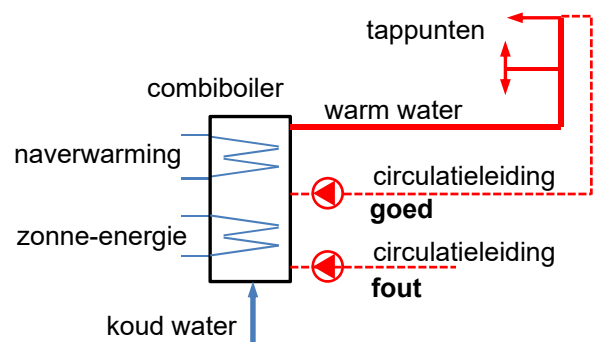 tappunten
combiboiler
warm water
naverwarming
circulatieleiding
goed
zonne-energie
circulatieleiding
fout
koud water